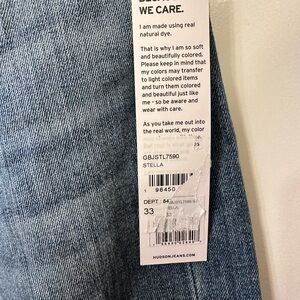 WE CARE.
I am made using real
natural dye.
That is why I am so soft
and beautifully colored.
Please keep in mind that
my colors may transfer
to light colored items
and turn them colored
and beautiful just like
me - so be aware and
wear with care.
As you take me out into
the real world, my color
GBJSTL7590
STELLA
1 96450
DEPT : 54
33
HUDSONJEANS.COM